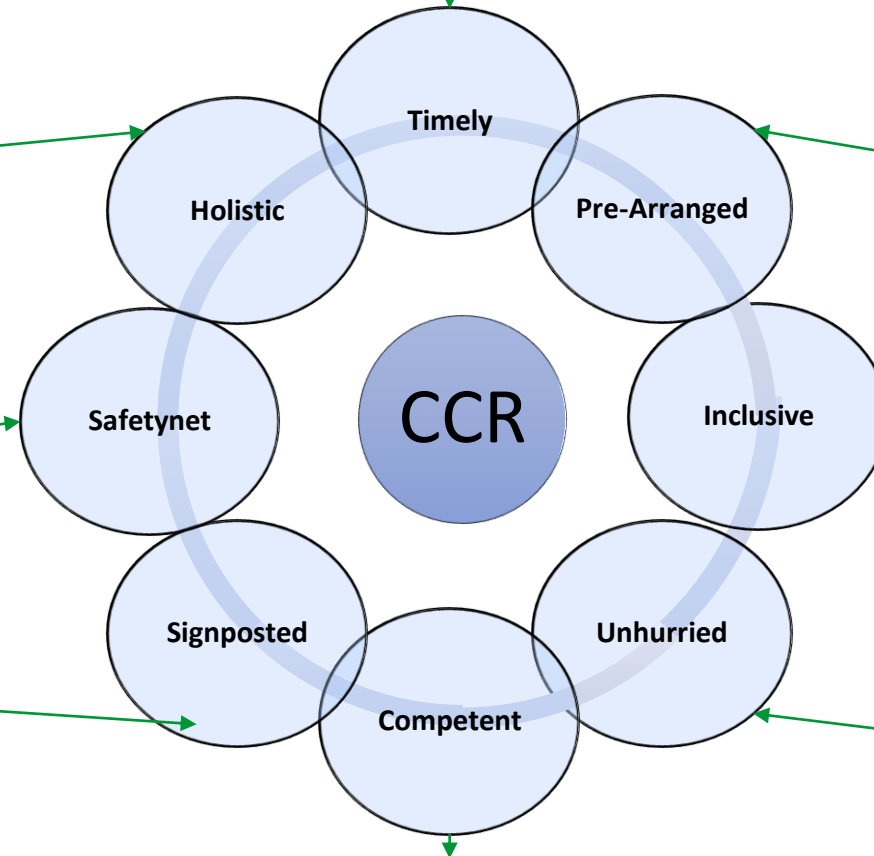 Timely
Holistic
Pre-Arranged
CCR
Safetynet
Inclusive
Signposted
Unhurried
Competent